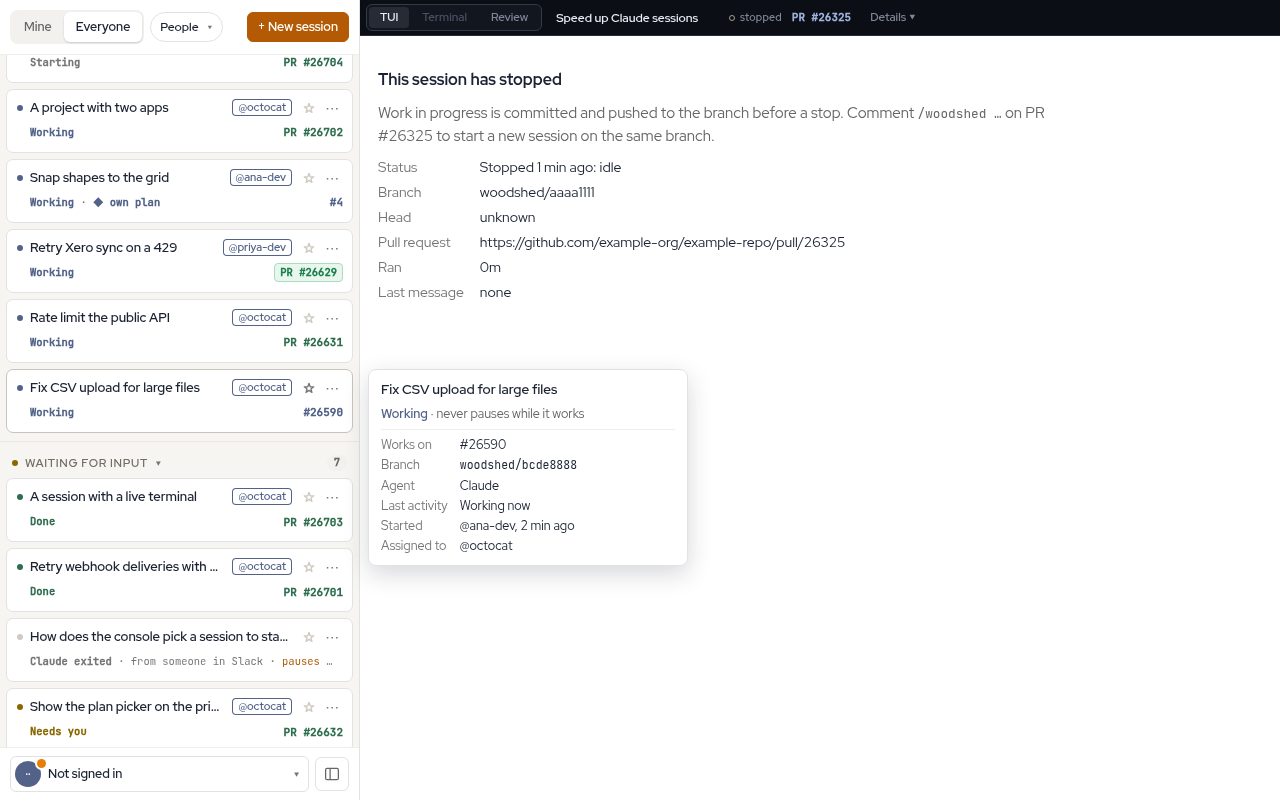 Mine Everyone People ▾ + New session
Starting PR #26704
A project with two apps @octocat ☆ ···
Working PR #26702
Snap shapes to the grid @ana-dev ☆ ···
Working · ◆ own plan #4
Retry Xero sync on a 429 @priya-dev ☆ ···
Working PR #26629
Rate limit the public API @octocat ☆ ···
Working PR #26631
Fix CSV upload for large files @octocat ☆ ···
Working #26590
WAITING FOR INPUT ▾ 7
A session with a live terminal @octocat ☆ ···
Done PR #26703
Retry webhook deliveries with ... @octocat ☆ ···
Done PR #26701
How does the console pick a session to sta... ☆ ···
Claude exited · from someone in Slack · pauses …
Show the plan picker on the pri... @octocat ☆ ···
Needs you PR #26632
Not signed in ▾
TUI Terminal Review Speed up Claude sessions stopped PR #26325 Details ▾
This session has stopped
Work in progress is committed and pushed to the branch before a stop. Comment /woodshed … on PR
#26325 to start a new session on the same branch.
Status Stopped 1 min ago: idle
Branch woodshed/aaaa1111
Head unknown
Pull request https://github.com/example-org/example-repo/pull/26325
Ran 0m
Last message none
Fix CSV upload for large files
Working · never pauses while it works
Works on #26590
Branch woodshed/bcde8888
Agent Claude
Last activity Working now
Started @ana-dev, 2 min ago
Assigned to @octocat